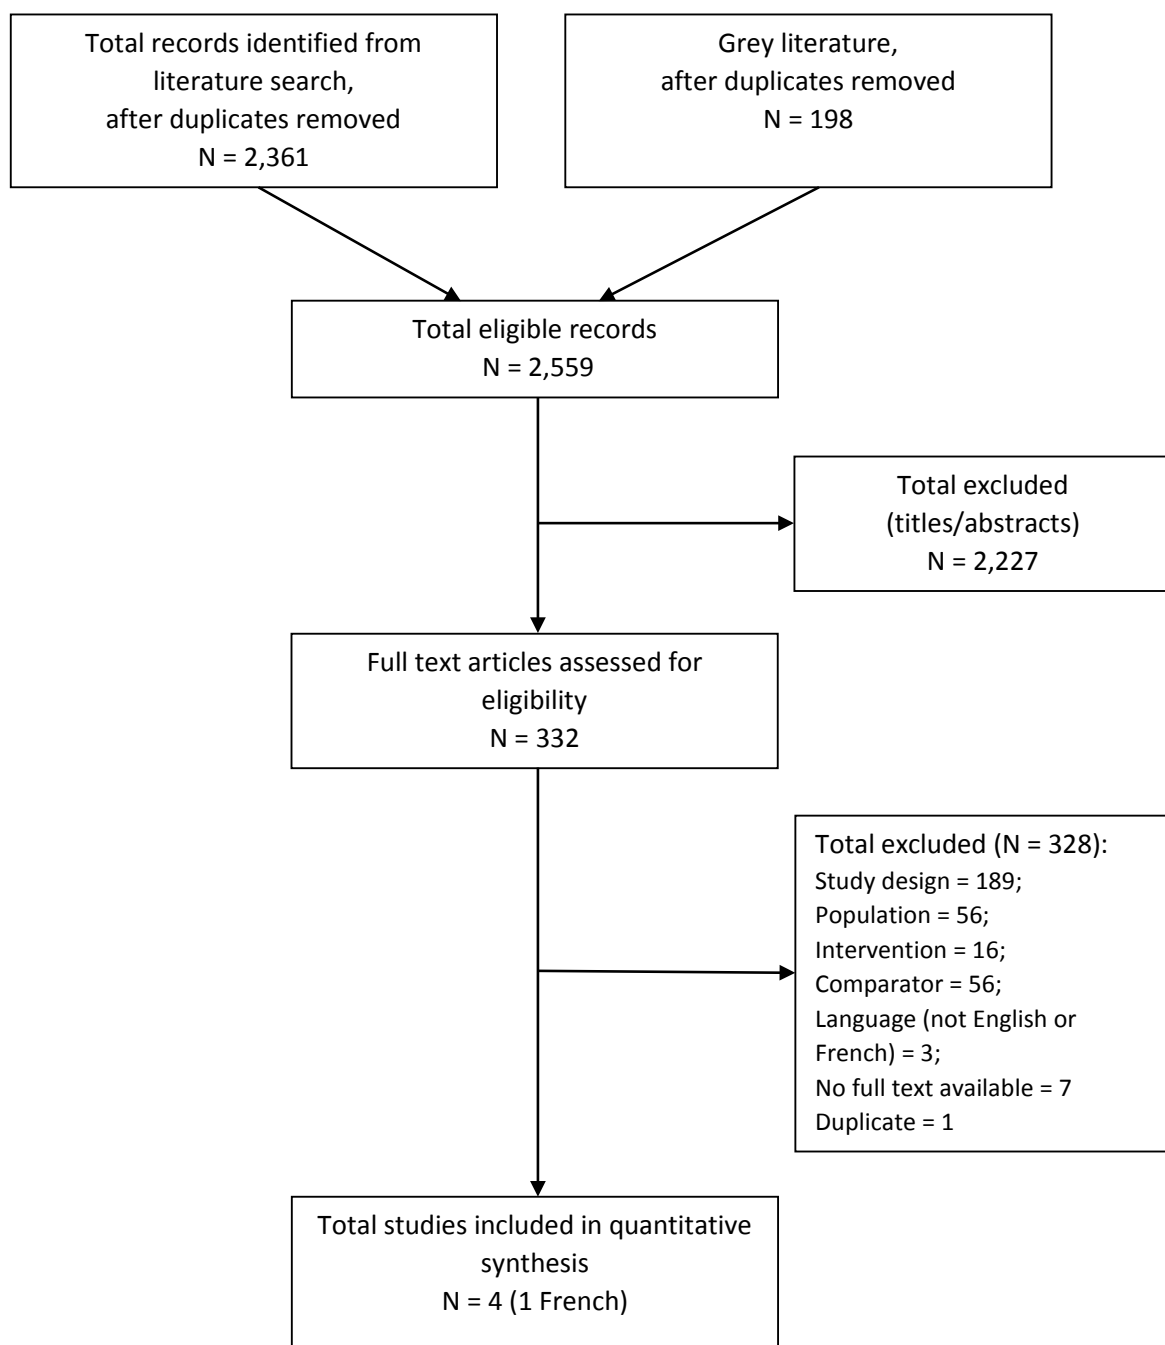 Total records identified from
literature search,
after duplicates removed
N = 2,361
Grey literature,
after duplicates removed
N = 198
Total eligible records
N = 2,559
Total excluded
(titles/abstracts)
N = 2,227
Full text articles assessed for
eligibility
N = 332
Total excluded (N = 328):
Study design = 189;
Population = 56;
Intervention = 16;
Comparator = 56;
Language (not English or
French) = 3;
No full text available = 7
Duplicate = 1
Total studies included in quantitative
synthesis
N = 4 (1 French)